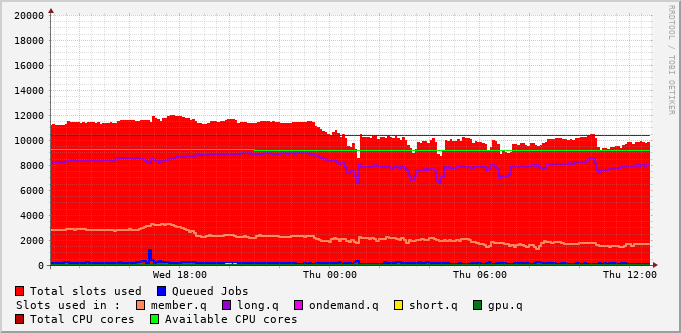 RRDTOOL / TOBI OETIKER
20000
18000
16000
14000
12000
10000
8000
6000
4000
2000
0
Wed 18:00 Thu 00:00 Thu 06:00 Thu 12:00
Total slots used Queued Jobs
Slots used in : member.q long.q ondemand.q short.q gpu.q
Total CPU cores Available CPU cores